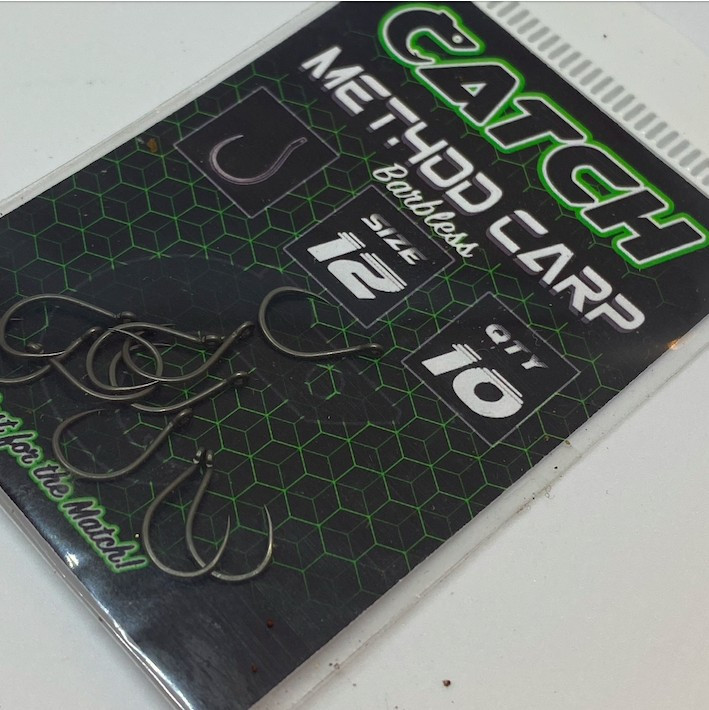 CATCH
METHOD CARP
Barbless
SIZE
12
QTY
10
for the Match!